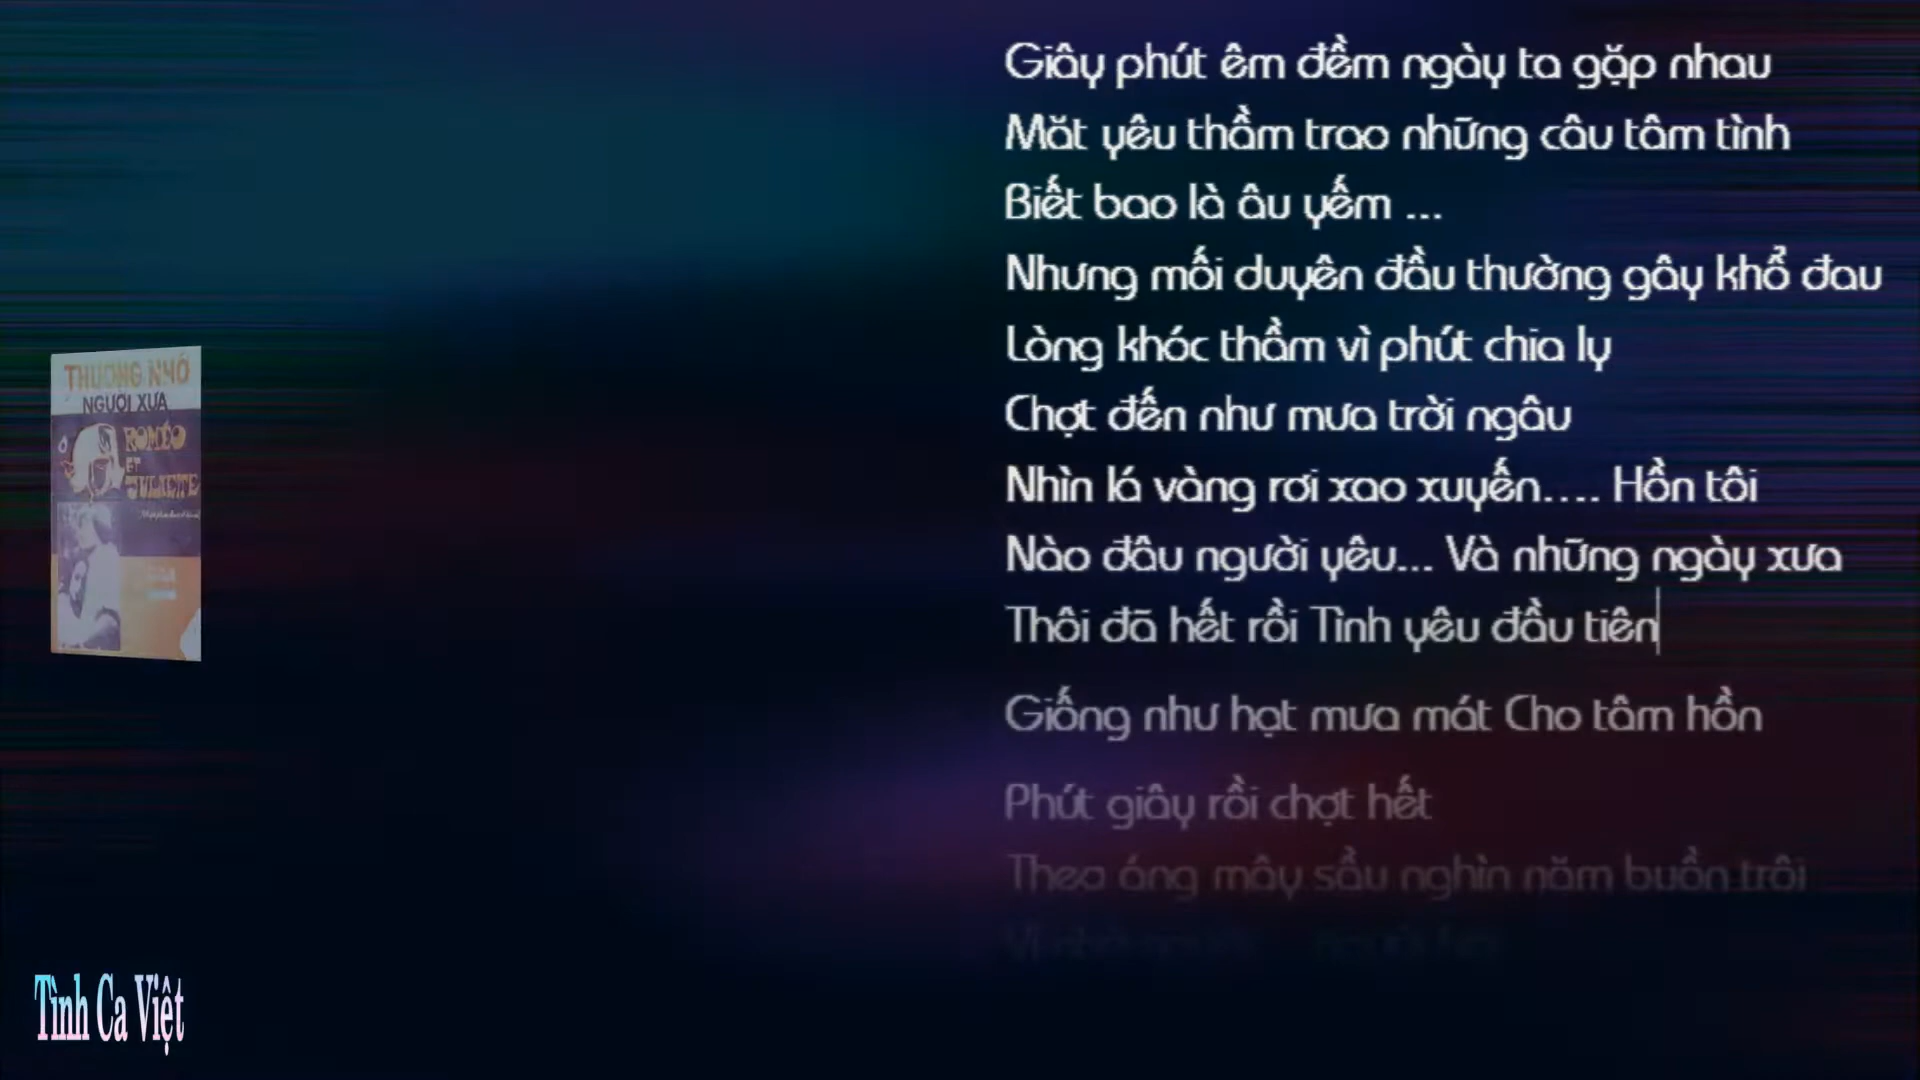 Giây phút êm đềm ngày ta gặp nhau
Măt yêu thầm trao những câu tâm tình
Biết bao là âu yếm ...
Nhưng mối duyên đầu thường gây khổ đau
Lòng khóc thầm vì phút chia ly
Chợt đến như mưa trời ngâu
Nhìn lá vàng rơi xao xuyến.... Hồn tôi
Nào đâu người yêu... Và những ngày xưa
Thôi đã hết rồi Tình yêu đầu tiên
Giống như hạt mưa mát Cho tâm hồn
Phút giây rồi chợt hết
Theo áng mây sầu nghìn năm buồn trôi
THƯƠNG NHỚ
NGƯỜI XƯA
ROMÉO
ET
JULIETTE
Tình Ca Việt